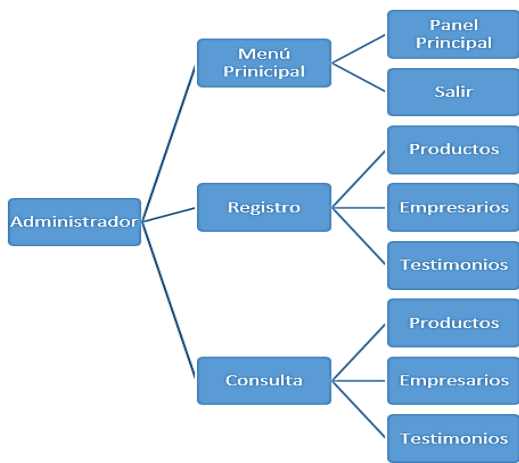 Administrador
Menú
Prinicipal
Panel
Principal
Salir
Registro
Productos
Empresarios
Testimonios
Consulta
Productos
Empresarios
Testimonios